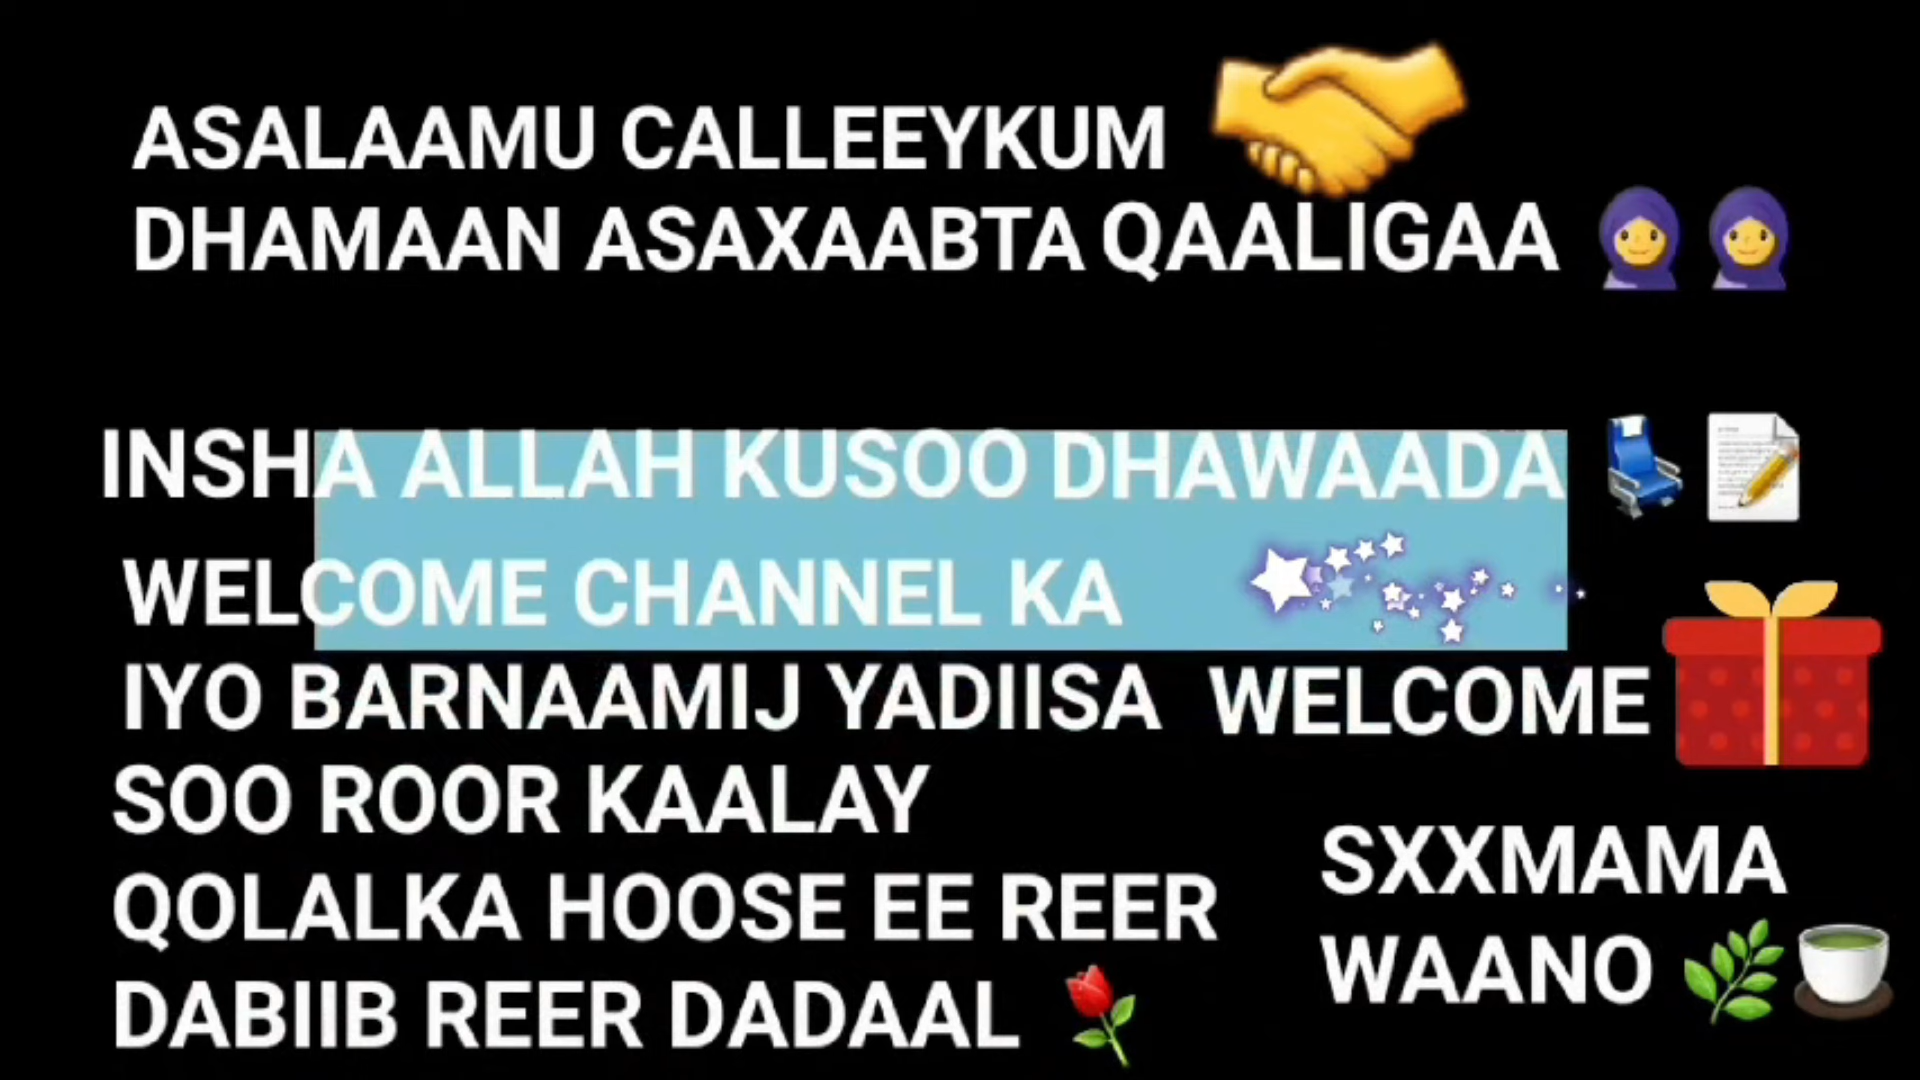 ASALAAMU CALLEEYKUM
DHAMAAN ASAXAABTA QAALIGAA
INSHA ALLAH KUSOO DHAWAADA
WELCOME CHANNEL KA
IYO BARNAAMIJ YADIISA WELCOME
SOO ROOR KAALAY
QOLALKA HOOSE EE REER
DABIIB REER DADAAL
SXXMAMA
WAANO